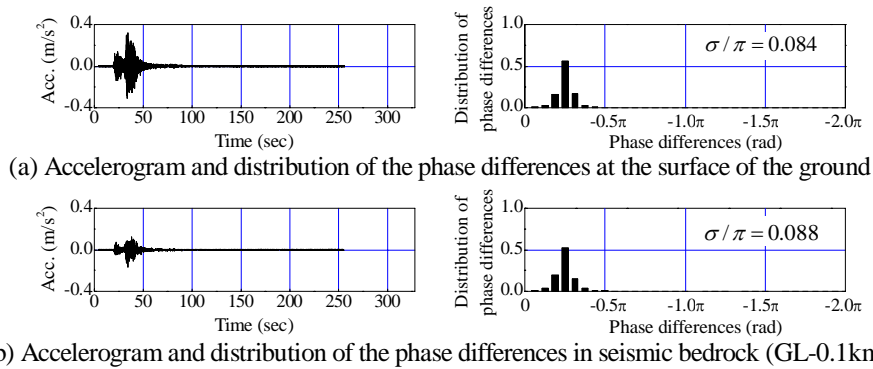 Acc. (m/s²)
0.4
0.0
-0.4
0 50 100 150 200 250 300
Time (sec)
Distribution of
phase differences
1.0
0.5
0.0
σ/π = 0.084
0 -0.5π -1.0π -1.5π -2.0π
Phase differences (rad)
(a) Accelerogram and distribution of the phase differences at the surface of the ground
Acc. (m/s²)
0.4
0.0
-0.4
0 50 100 150 200 250 300
Time (sec)
Distribution of
phase differences
1.0
0.5
0.0
σ/π = 0.088
0 -0.5π -1.0π -1.5π -2.0π
Phase differences (rad)
) Accelerogram and distribution of the phase differences in seismic bedrock (GL-0.1km